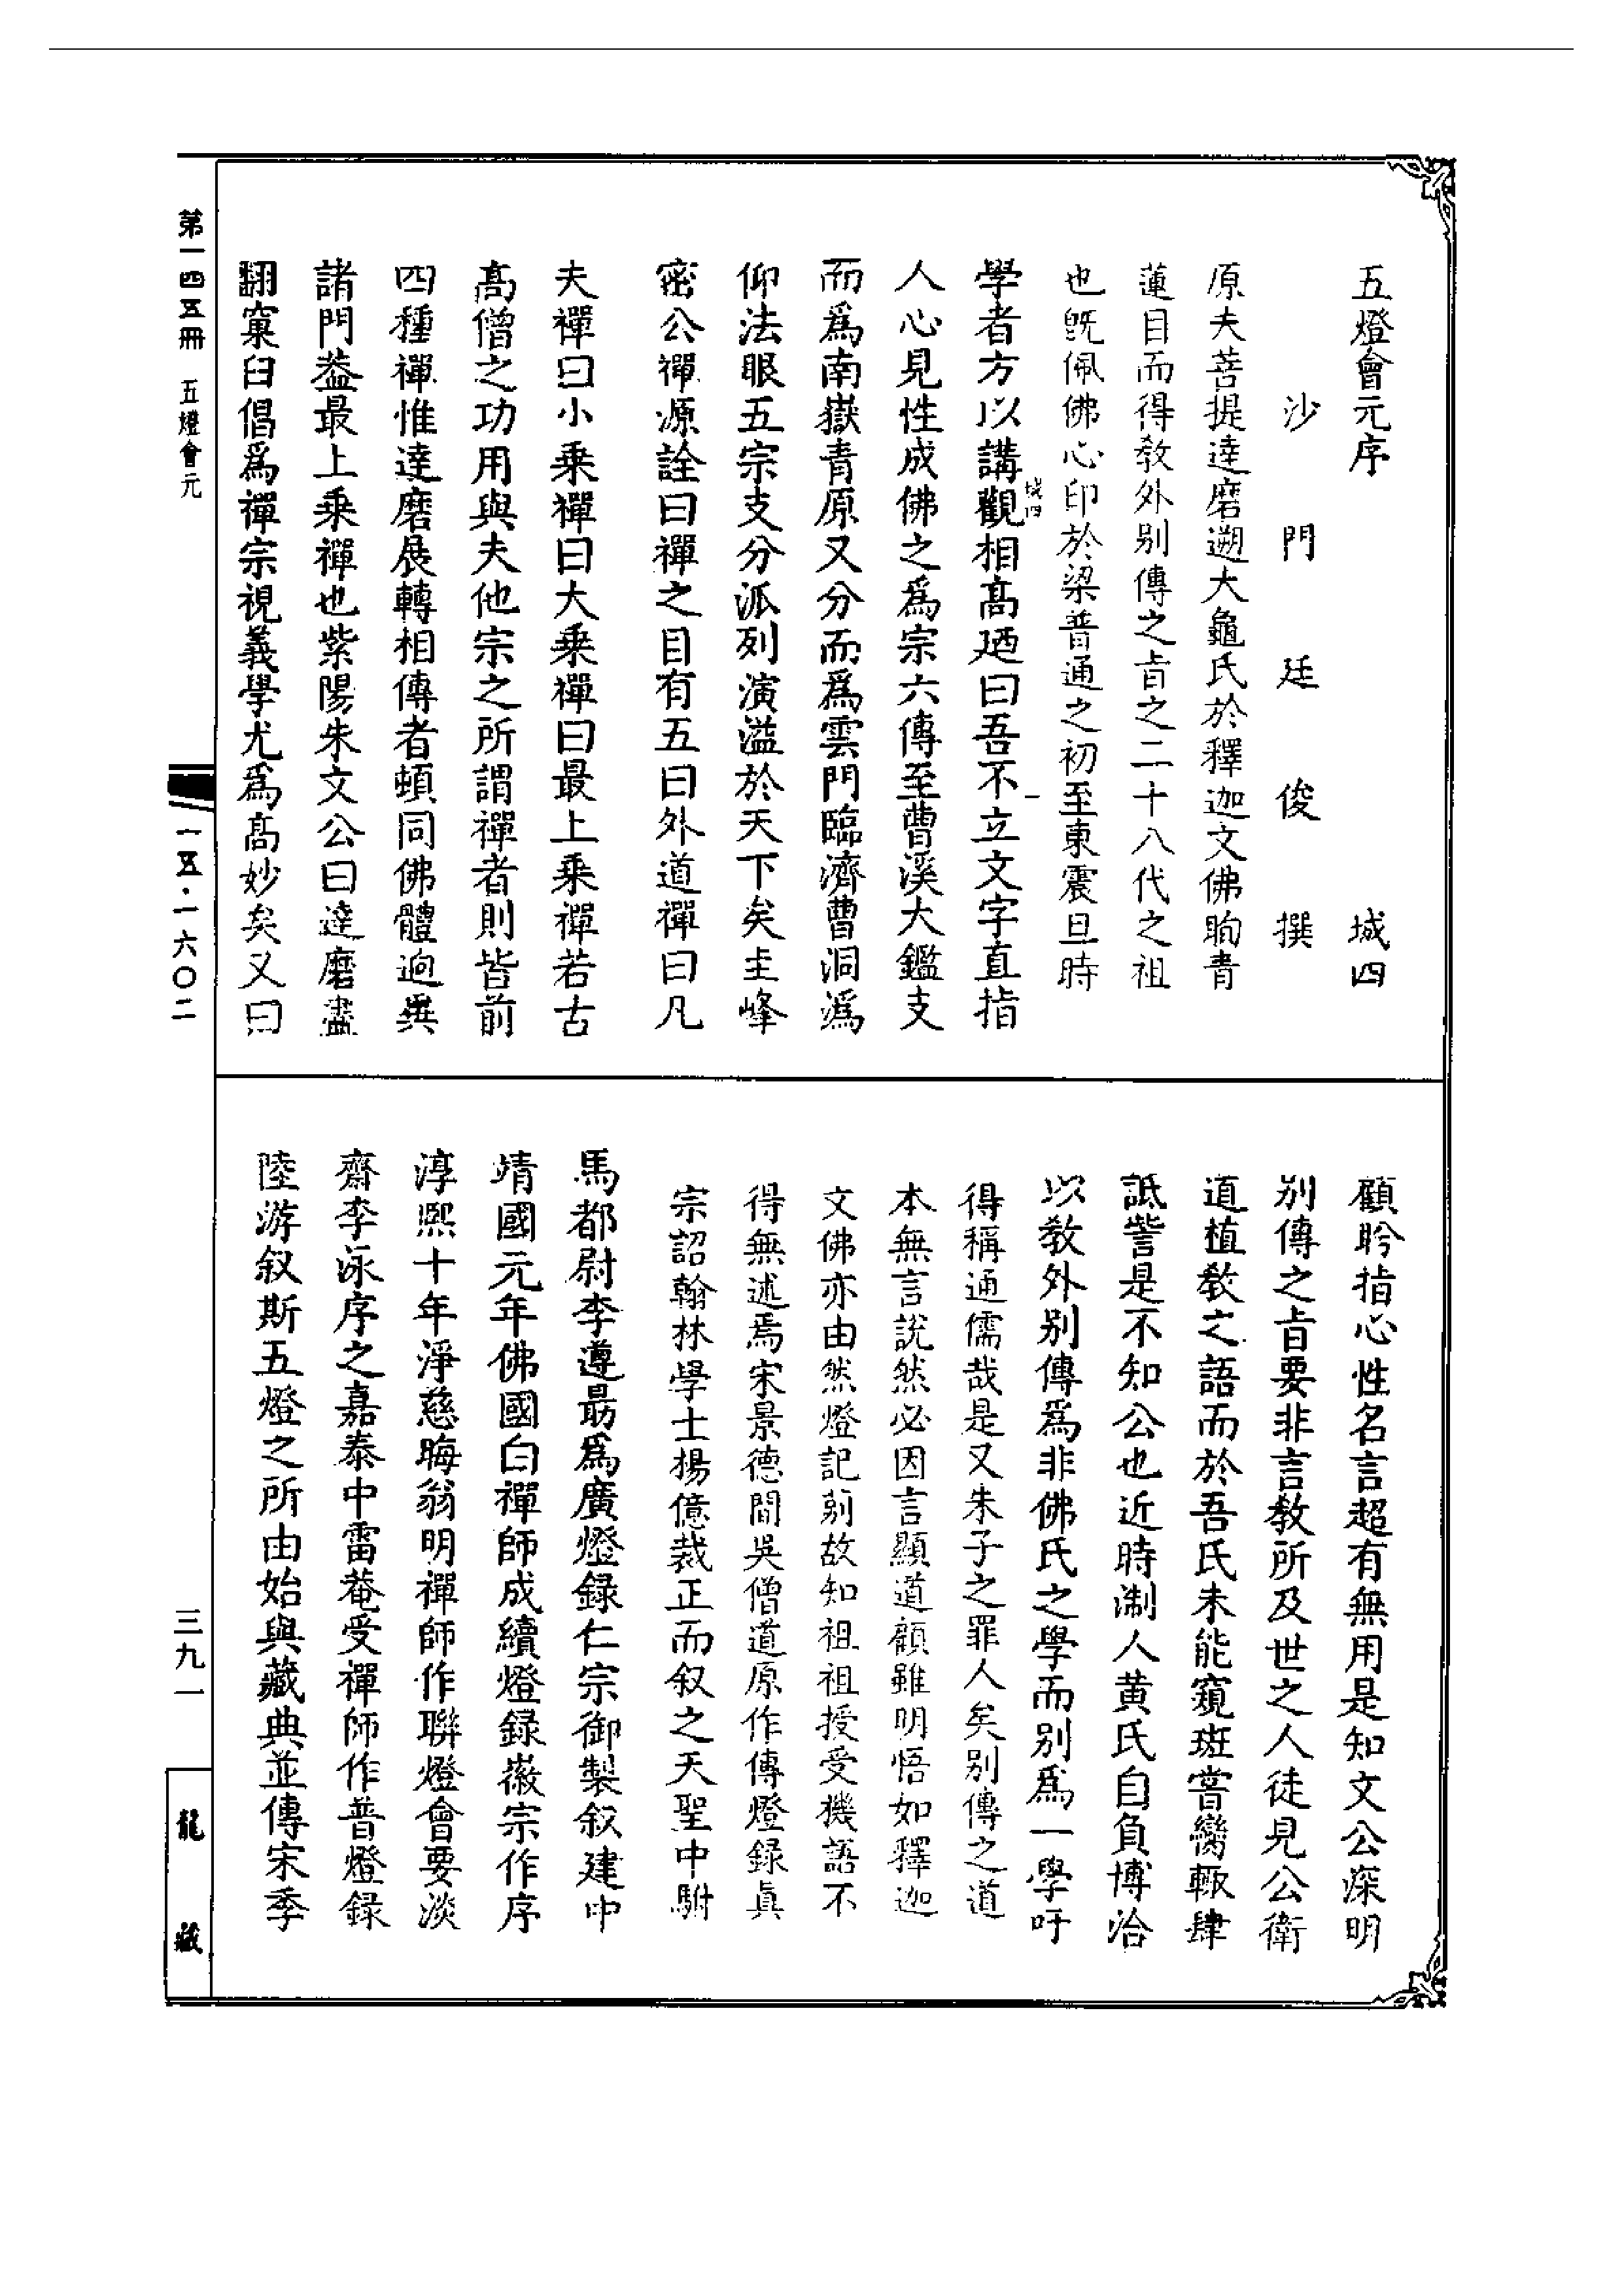 五燈會元序　城四
沙門廷俊撰
原夫菩提達磨遡大龜氏於釋迦文佛眴青
蓮目而得教外別傳之旨之二十八代之祖
也既佩佛心印於梁普通之初至東震旦時
學者方以講觀相高廼曰吾不立文字直指
城四
一
人心見性成佛之為宗六傳至曹溪大鑑支
而為南嶽青原又分而為雲門臨濟曹洞溈
仰法眼五宗支分派列演溢於天下矣圭峰
密公禪源詮曰禪之目有五曰外道禪曰凡
夫禪曰小乘禪曰大乘禪曰最上乘禪若古
高僧之功用與夫他宗之所謂禪者則皆前
四種禪惟達磨展轉相傳者頓同佛體逈異
諸門葢最上乘禪也紫陽朱文公曰達磨盡
翻窠臼倡為禪宗視義學尤為高妙矣又曰
顧盻指心性名言超有無用是知文公深明
別傳之旨要非言教所及世之人徒見公衛
道植教之語而於吾氏未能窺斑嘗臠輙肆
詆訾是不知公也近時淛人黃氏自負博洽
以教外別傳為非佛氏之學而別為一學吁
得稱通儒哉是又朱子之罪人矣別傳之道
本無言說然必因言顯道顧雖明悟如釋迦
文佛亦由然燈記莂故知祖祖授受機語不
得無述焉宋景德間吳僧道原作傳燈錄真
宗詔翰林學士楊億裁正而敘之天聖中駙
馬都尉李遵勗為廣燈錄仁宗御製敘建中
靖國元年佛國白禪師成續燈錄徽宗作序
淳熙十年淨慈晦翁明禪師作聯燈會要淡
齋李泳序之嘉泰中雷菴受禪師作普燈錄
陸游敘斯五燈之所由始與藏典並傳宋季
第一四五冊　五燈會元
一五·一六〇二
三九一
龍藏